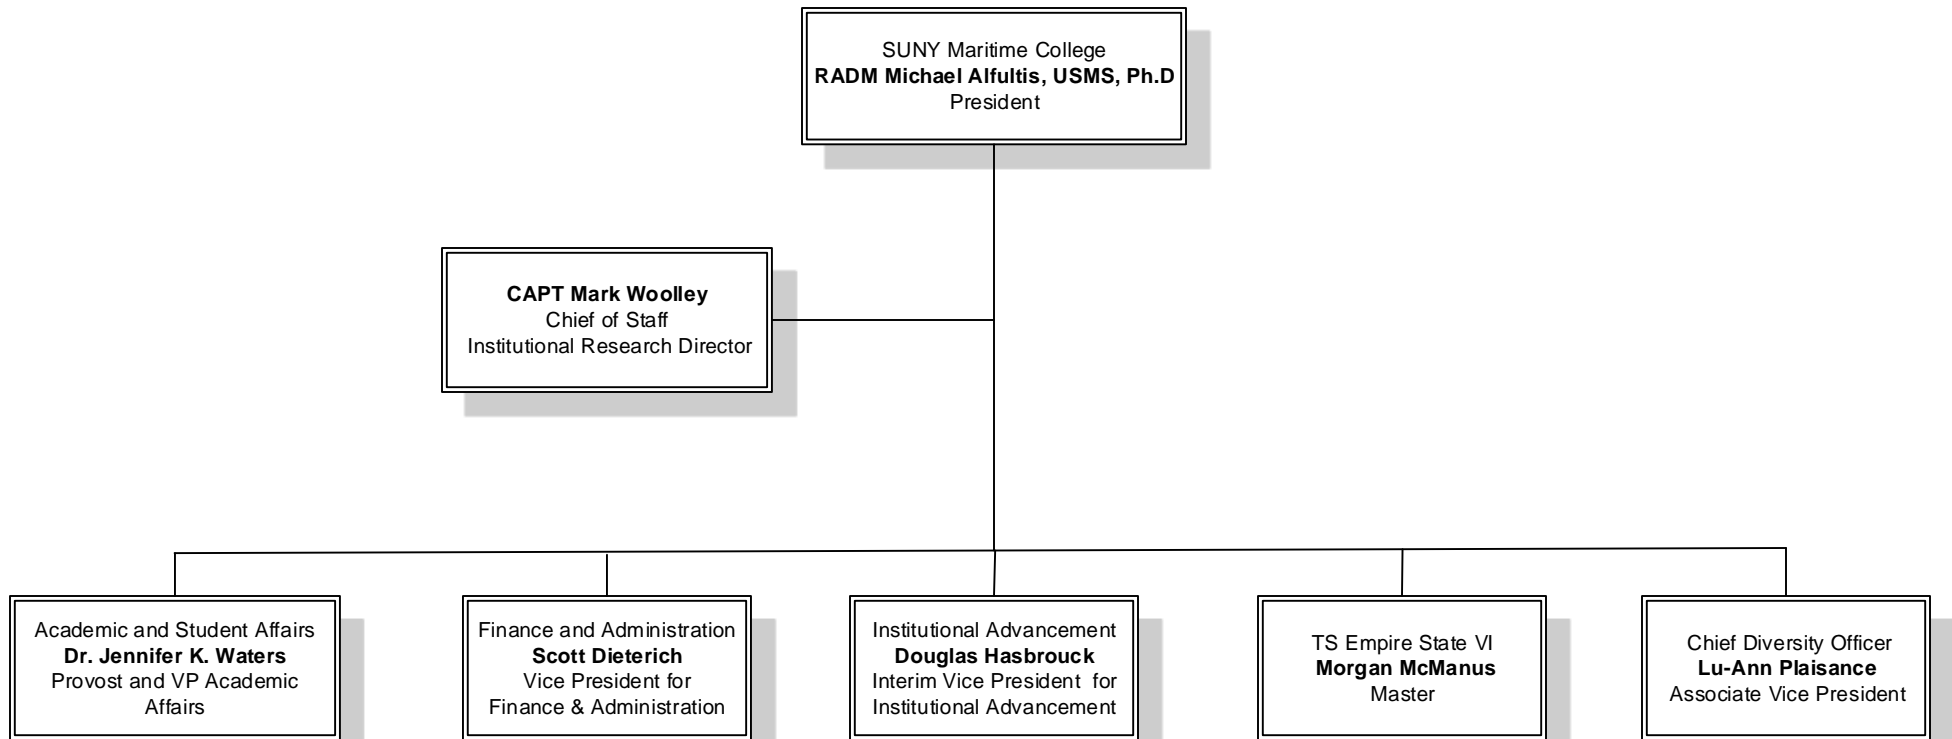 SUNY Maritime College
RADM Michael Alfultis, USMS, Ph.D
President
CAPT Mark Woolley
Chief of Staff
Institutional Research Director
Academic and Student Affairs
Dr. Jennifer K. Waters
Provost and VP Academic
Affairs
Finance and Administration
Scott Dieterich
Vice President for
Finance & Administration
Institutional Advancement
Douglas Hasbrouck
Interim Vice President for
Institutional Advancement
TS Empire State VI
Morgan McManus
Master
Chief Diversity Officer
Lu-Ann Plaisance
Associate Vice President